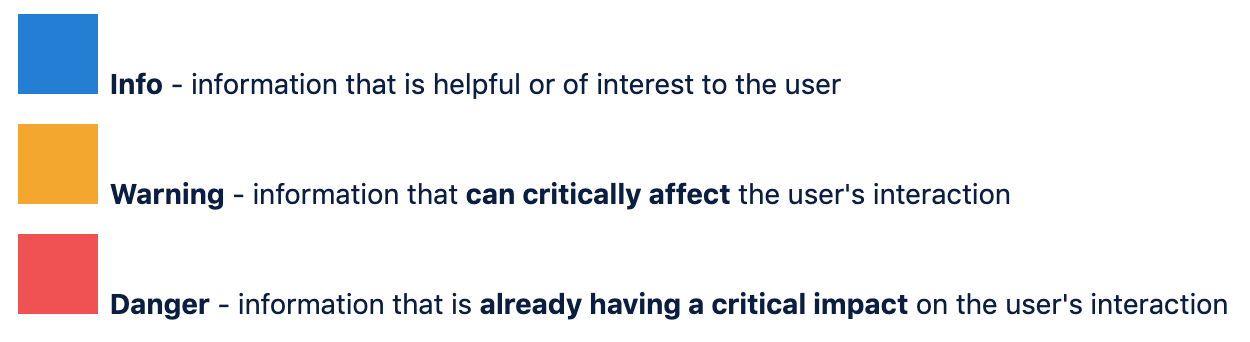 Info - information that is helpful or of interest to the user
Warning - information that can critically affect the user's interaction
Danger - information that is already having a critical impact on the user's interaction